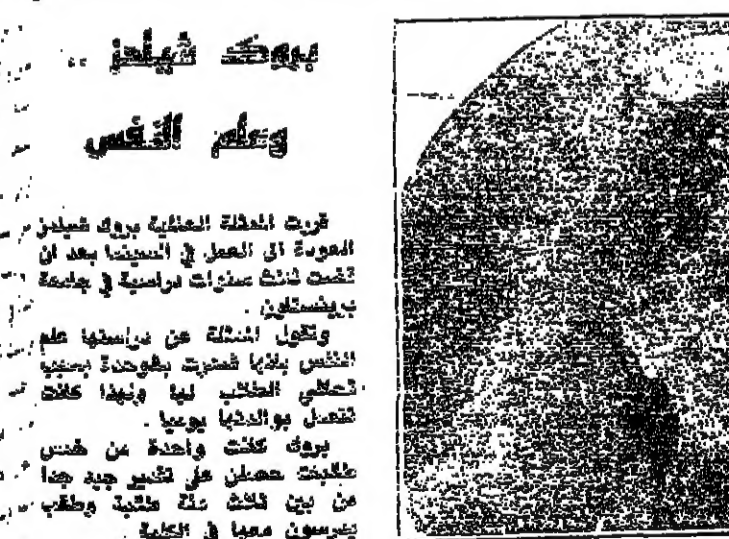 بروك شيلدز ..
وعلم النفس
قررت الممثلة العالمية بروك شيلدز
العودة الى العمل في السينما بعد ان
قضت ثلاث سنوات دراسية في جامعة
برينستاون .
وتقول الممثلة عن دراستها علم
النفس بانها شعرت بالوحدة بسبب
تحاشي الطلاب لها ولهذا كانت
تتصل بوالدتها يوميا .
بروك كانت واحدة من خمس
طالبات حصلن على تقدير جيد جدا
من بين ثلاث مئة طالبة وطالب
يدرسون معها في الكلية .